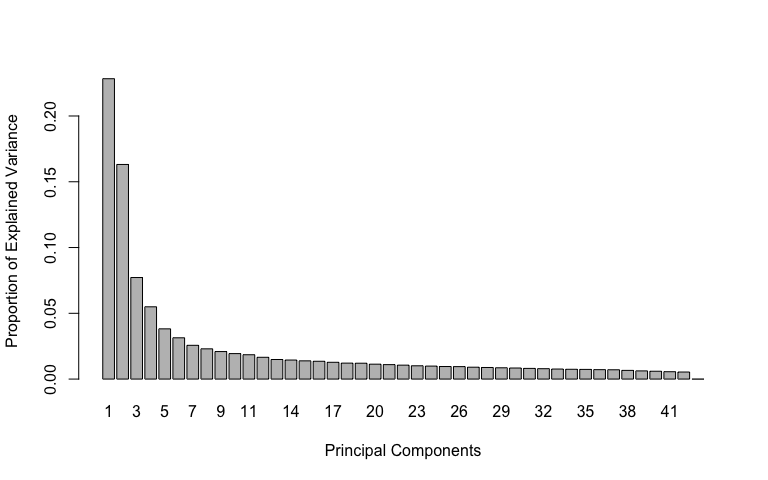 Proportion of Explained Variance
0.20
0.15
0.10
0.05
0.00
1 3 5 7 9 11 14 17 20 23 26 29 32 35 38 41
Principal Components